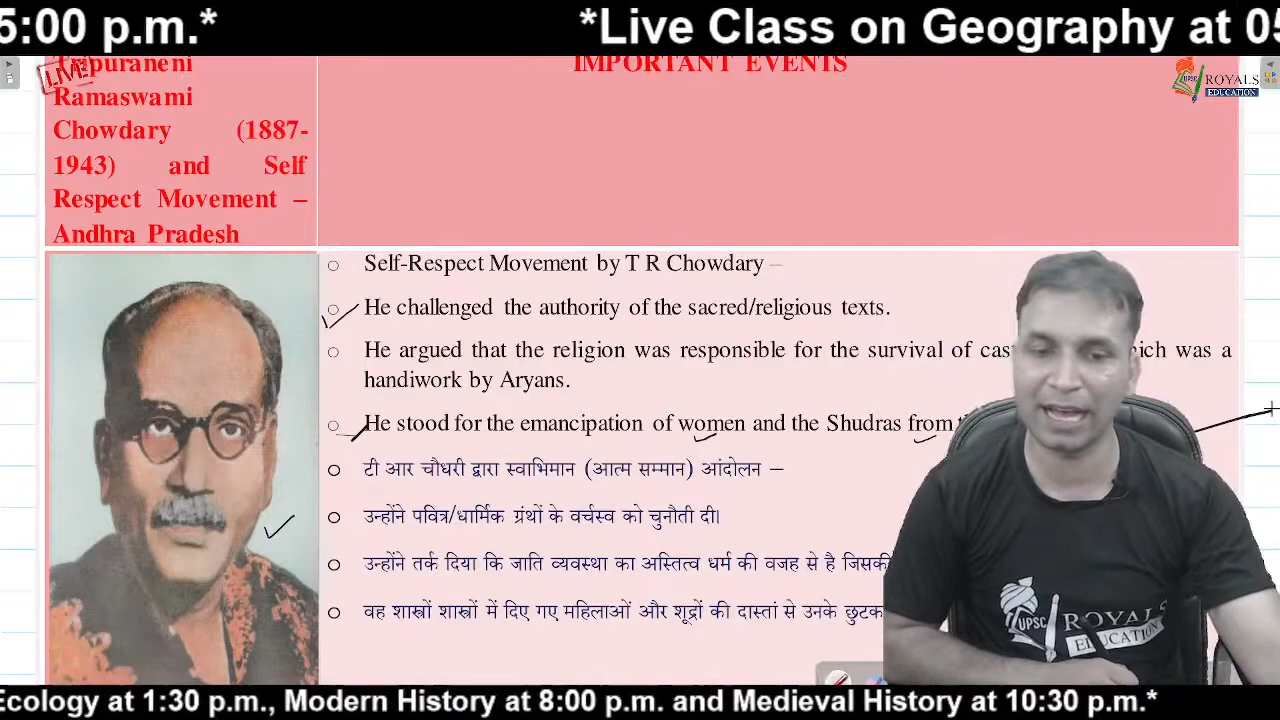 5:00 p.m.* *Live Class on Geography at 05
Tripuraneni
Ramaswami
Chowdary (1887-
1943) and Self
Respect Movement –
Andhra Pradesh
LIVE
IMPORTANT EVENTS
UPSC ROYALS
EDUCATION
Self-Respect Movement by T R Chowdary –
He challenged the authority of the sacred/religious texts.
He argued that the religion was responsible for the survival of which was a
handiwork by Aryans.
He stood for the emancipation of women and the Shudras from
टी आर चौधरी द्वारा स्वाभिमान (आत्म सम्मान) आंदोलन –
उन्होंने पवित्र/धार्मिक ग्रंथों के वर्चस्व को चुनौती दी।
उन्होंने तर्क दिया कि जाति व्यवस्था का अस्तित्व धर्म की वजह से है जिसकी
वह शास्त्रों शास्त्रों में दिए गए महिलाओं और शूद्रों की दास्तां से उनके छुटक
UPSC ROYALS
EDUCATION
Ecology at 1:30 p.m., Modern History at 8:00 p.m. and Medieval History at 10:30 p.m.*